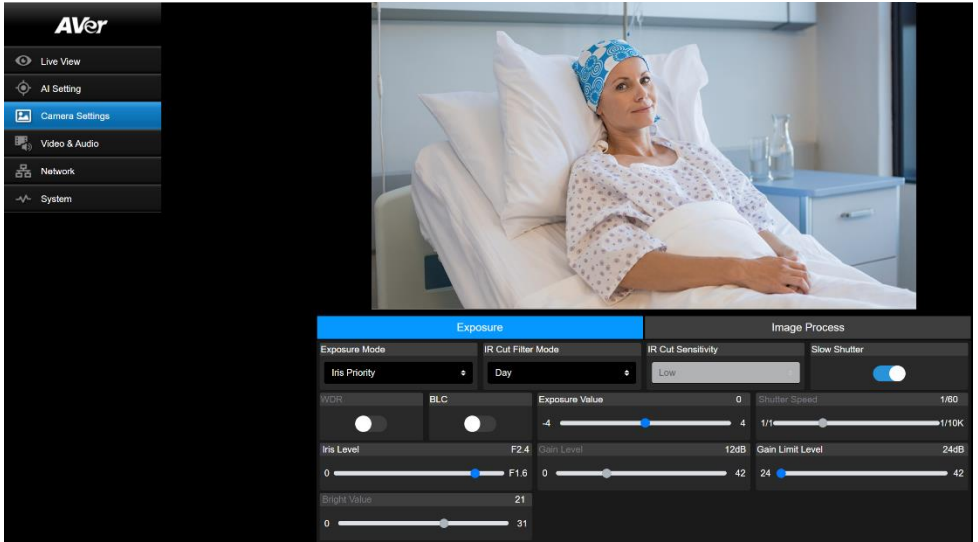 AVer
Live View
AI Setting
Camera Settings
Video & Audio
Network
System
Exposure Image Process
Exposure Mode IR Cut Filter Mode IR Cut Sensitivity Slow Shutter
Iris Priority Day Low
WDR BLC Exposure Value 0 Shutter Speed 1/60
-4 4 1/1 1/10K
Iris Level F2.4 Gain Level 12dB Gain Limit Level 24dB
0 F1.6 0 42 24 42
Bright Value 21
0 31